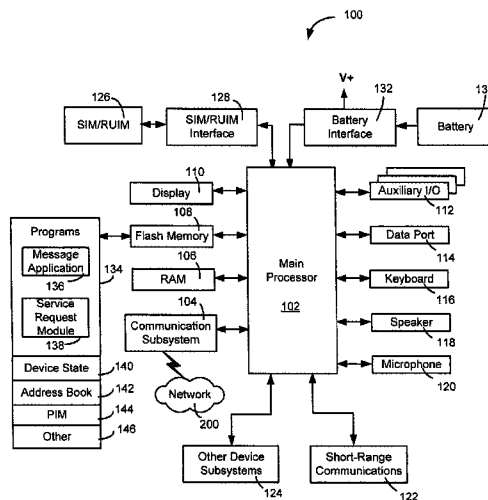 100
V+
126
128
132
13
SIM/RUIM
SIM/RUIM
Interface
Battery
Interface
Battery
110
Display
Auxiliary I/O
112
108
Flash Memory
Data Port
114
Programs
Message
Application
136
134
106
RAM
Main
Processor
102
Keyboard
116
Service
Request
Module
138
104
Communication
Subsystem
Speaker
118
Device State
140
Microphone
120
Address Book
142
Network
200
PIM
144
Other
146
Other Device
Subsystems
124
Short-Range
Communications
122